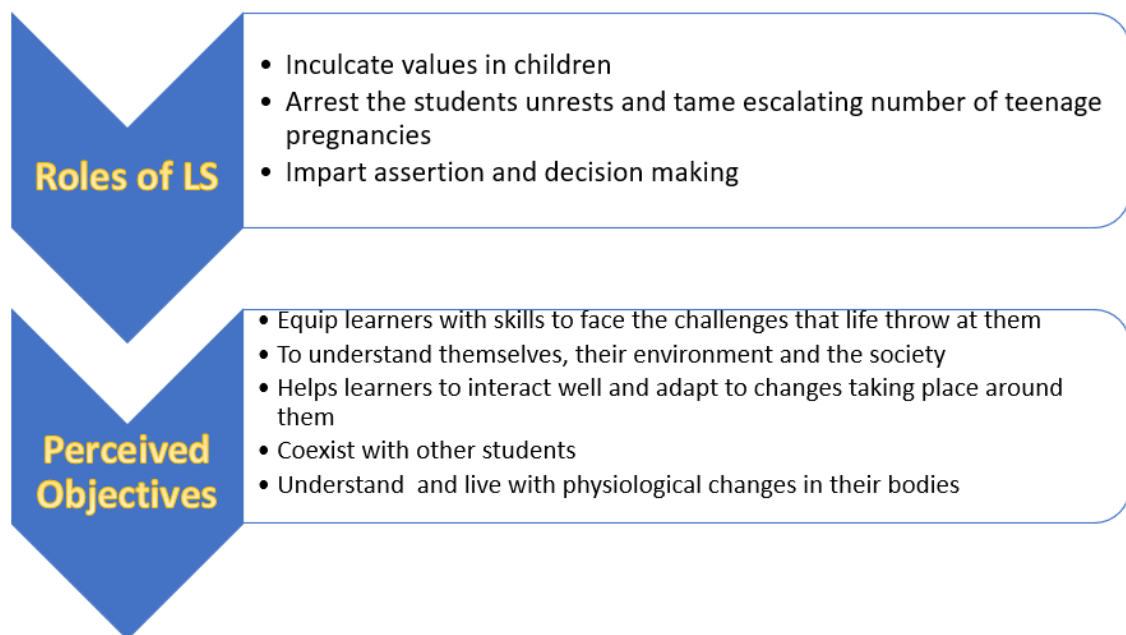 Roles of LS
• Inculcate values in children
• Arrest the students unrests and tame escalating number of teenage
pregnancies
• Impart assertion and decision making
Perceived
Objectives
• Equip learners with skills to face the challenges that life throw at them
• To understand themselves, their environment and the society
• Helps learners to interact well and adapt to changes taking place around
them
• Coexist with other students
• Understand  and live with physiological changes in their bodies